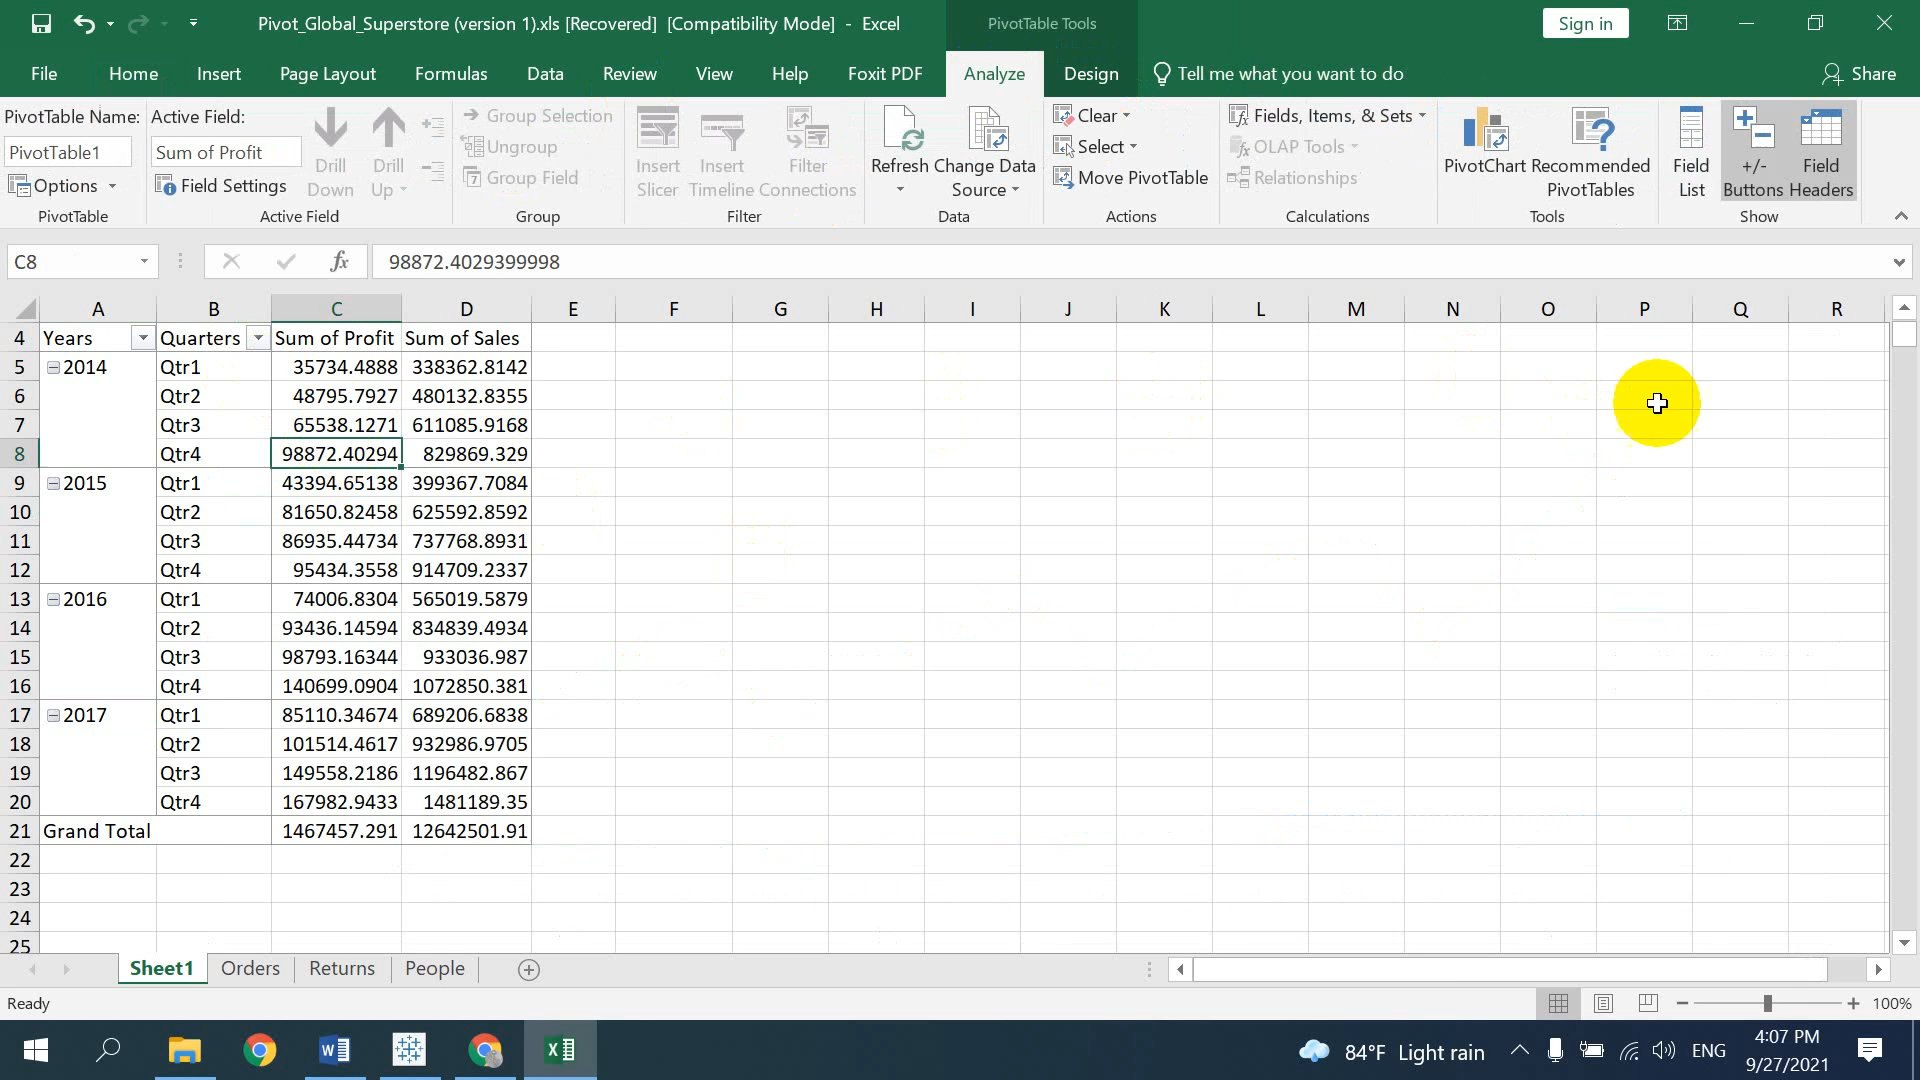 Pivot_Global_Superstore (version 1).xls [Recovered] [Compatibility Mode] - Excel
PivotTable Tools
Sign in
File Home Insert Page Layout Formulas Data Review View Help Foxit PDF Analyze Design Tell me what you want to do Share
PivotTable Name: Active Field:
PivotTable1 Sum of Profit
Options Field Settings
Drill Down
Drill Up
Group Selection
Ungroup
Group Field
Insert Slicer
Insert Timeline
Filter Connections
Refresh
Change Data Source
Clear
Select
Move PivotTable
Fields, Items, & Sets
OLAP Tools
Relationships
PivotChart
Recommended PivotTables
Field List
+/- Buttons
Field Headers
PivotTable Active Field Group Filter Data Actions Calculations Tools Show
C8 fx 98872.4029399998
A B C D E F G H I J K L M N O P Q R
4 Years Quarters Sum of Profit Sum of Sales
5 2014 Qtr1 35734.4888 338362.8142
6 Qtr2 48795.7927 480132.8355
7 Qtr3 65538.1271 611085.9168
8 Qtr4 98872.40294 829869.329
9 2015 Qtr1 43394.65138 399367.7084
10 Qtr2 81650.82458 625592.8592
11 Qtr3 86935.44734 737768.8931
12 Qtr4 95434.3558 914709.2337
13 2016 Qtr1 74006.8304 565019.5879
14 Qtr2 93436.14594 834839.4934
15 Qtr3 98793.16344 933036.987
16 Qtr4 140699.0904 1072850.381
17 2017 Qtr1 85110.34674 689206.6838
18 Qtr2 101514.4617 932986.9705
19 Qtr3 149558.2186 1196482.867
20 Qtr4 167982.9433 1481189.35
21 Grand Total 1467457.291 12642501.91
22
23
24
25
Sheet1 Orders Returns People
Ready
100%
84°F Light rain
ENG
4:07 PM
9/27/2021